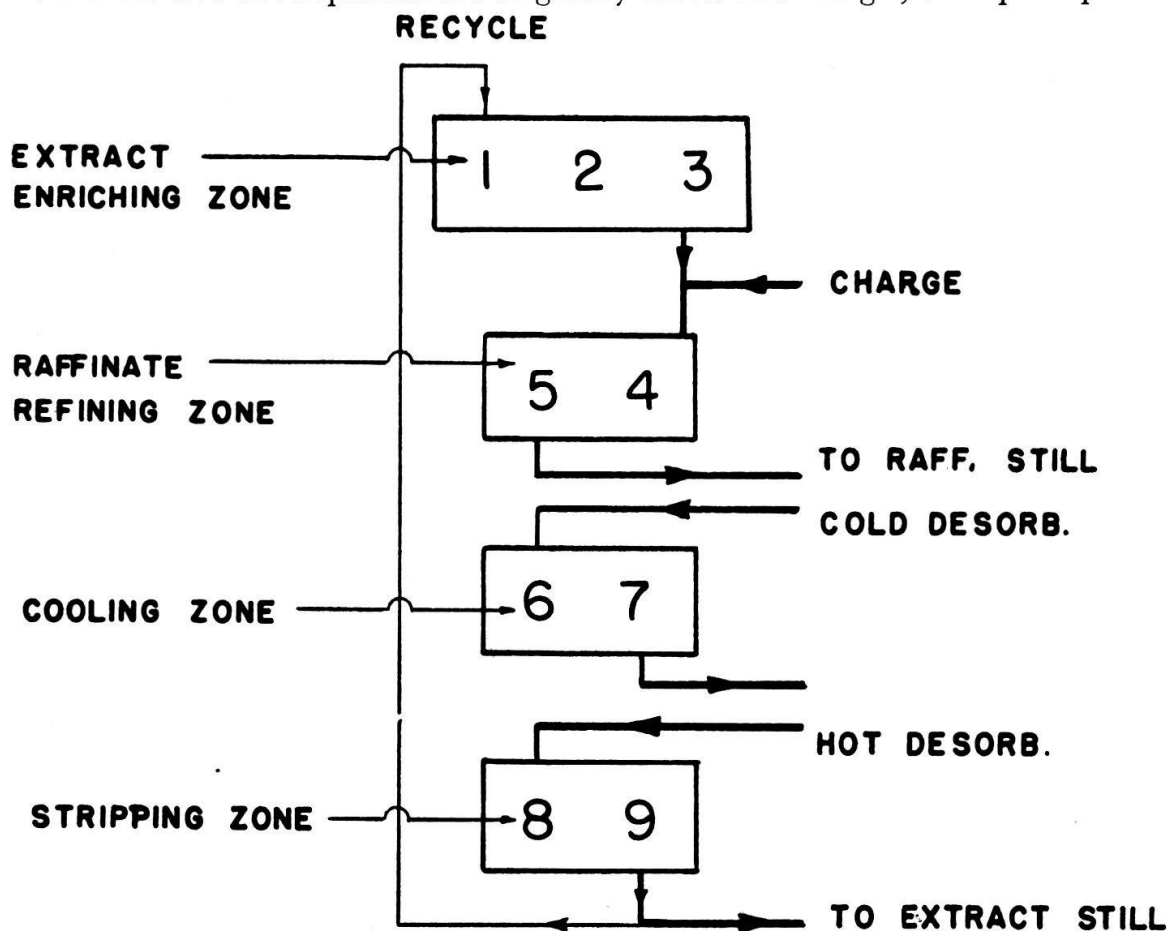 RECYCLE
EXTRACT
ENRICHING ZONE
1 2 3
CHARGE
RAFFINATE
REFINING ZONE
5 4
TO RAFF. STILL
COLD DESORB.
COOLING ZONE
6 7
HOT DESORB.
STRIPPING ZONE
8 9
TO EXTRACT STILL